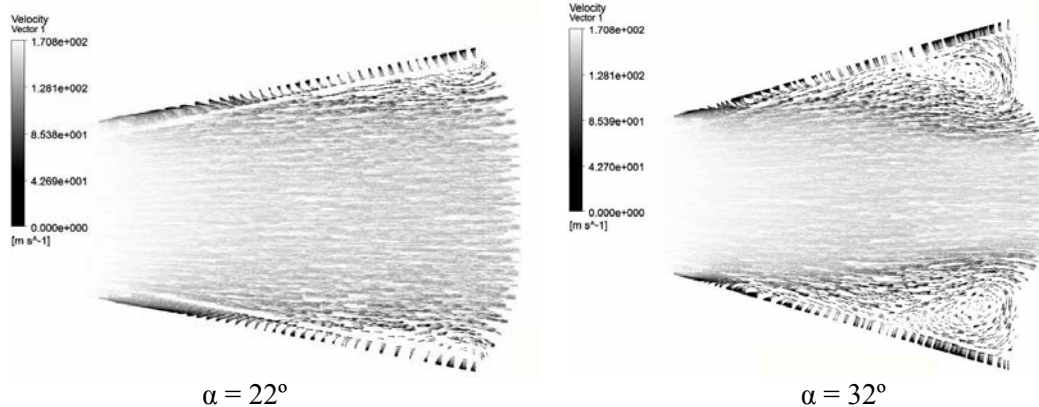 Velocity
Vector 1
1.708e+002
1.281e+002
8.538e+001
4.269e+001
0.000e+000
[m s^-1]
α = 22º
Velocity
Vector 1
1.708e+002
1.281e+002
8.539e+001
4.270e+001
0.000e+000
[m s^-1]
α = 32º